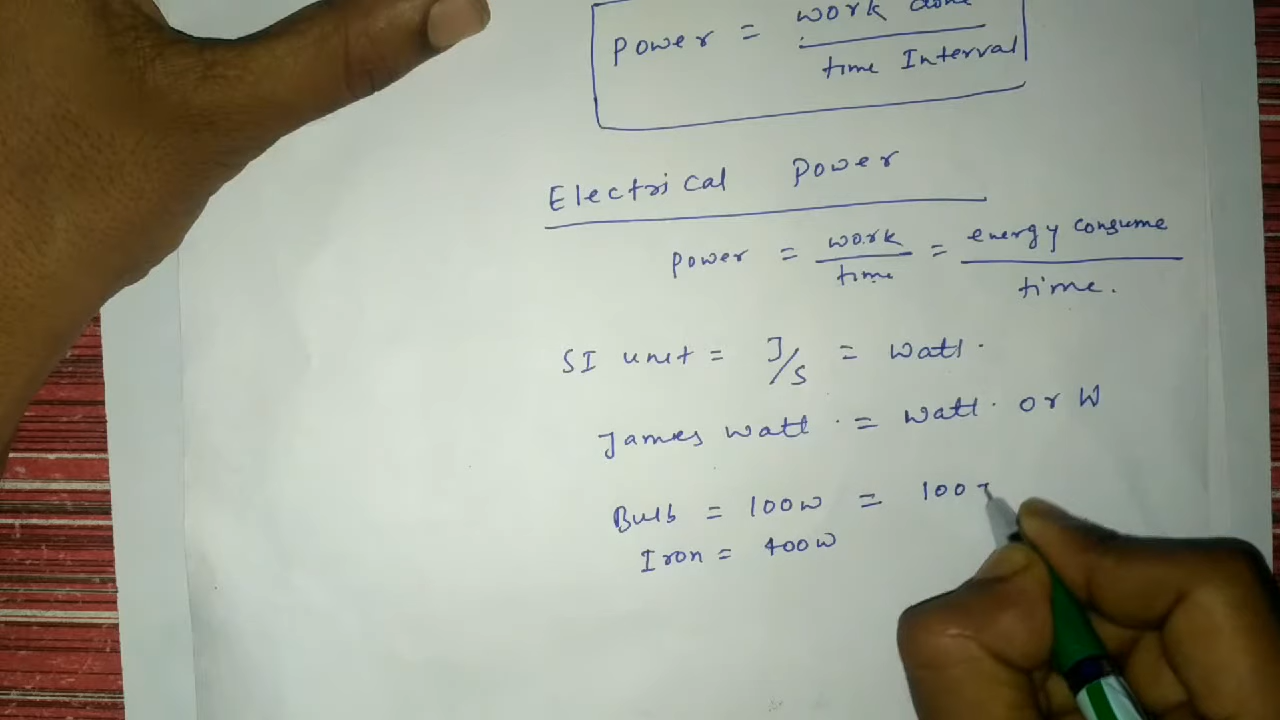 Power = work done / time Interval
Electrical Power
Power = work / time = energy consume / time.
SI unit = J/S = Watt.
James Watt. = Watt. or W
Bulb = 100W = 100
Iron = 400W